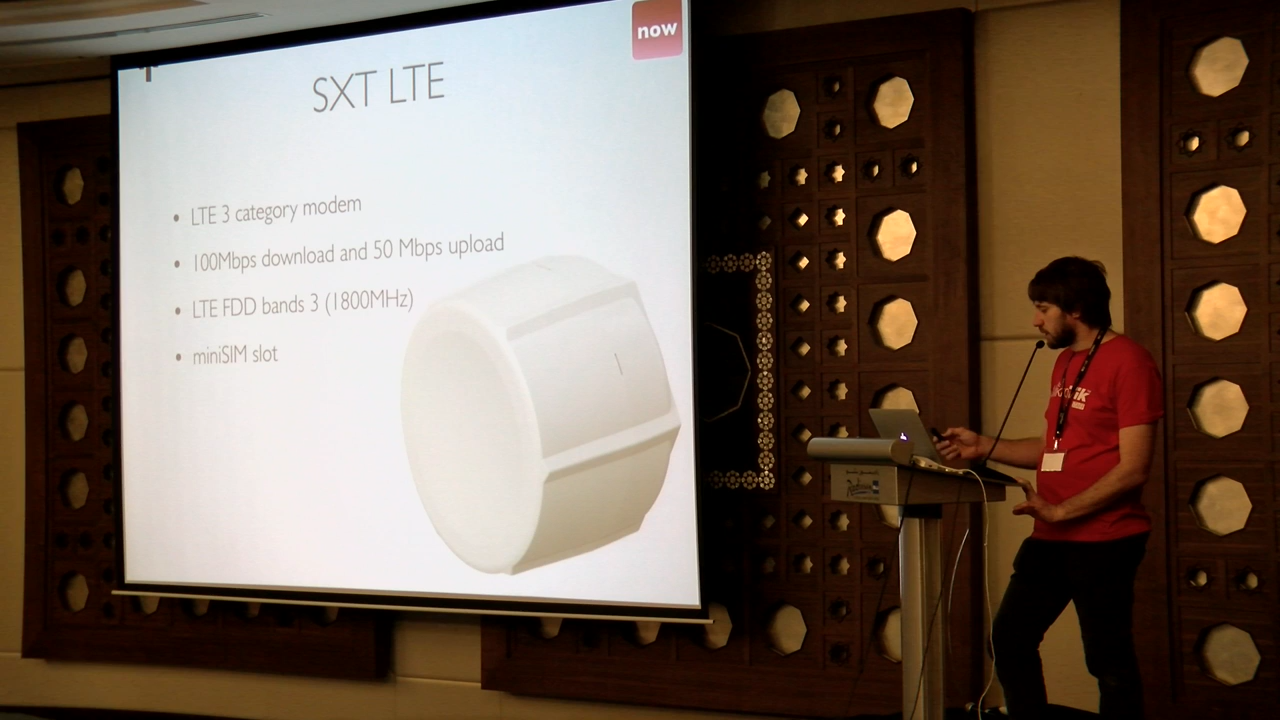 now
SXT LTE
• LTE 3 category modem
• 100Mbps download and 50 Mbps upload
• LTE FDD bands 3 (1800MHz)
• miniSIM slot